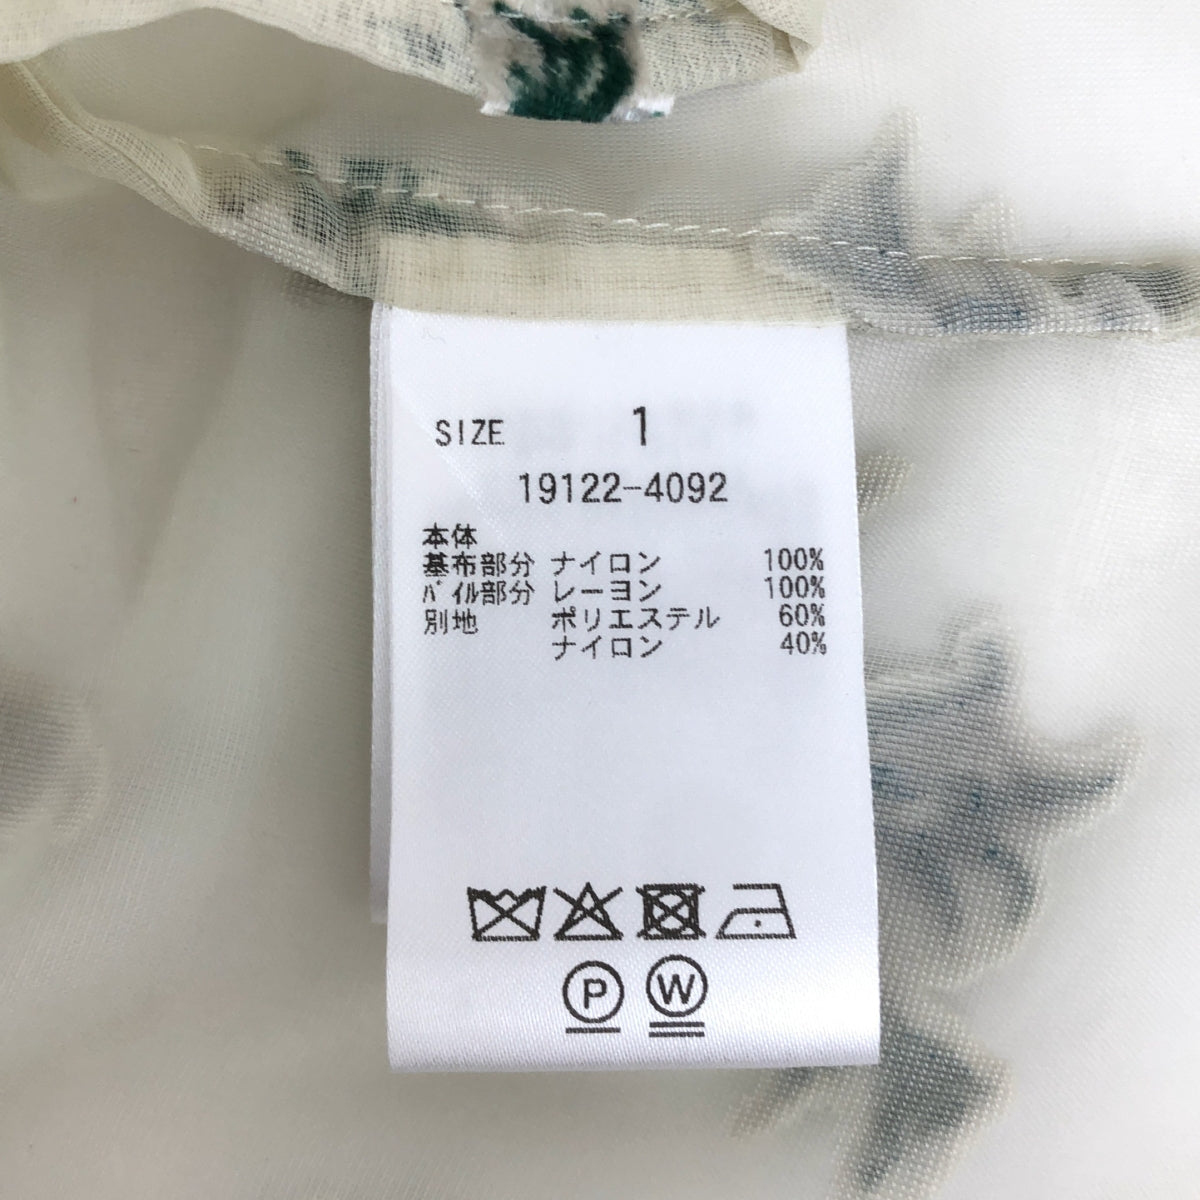 SIZE 1
19122-4092
本体
基布部分 ナイロン 100%
パイル部分 レーヨン 100%
別地 ポリエステル 60%
ナイロン 40%
P W